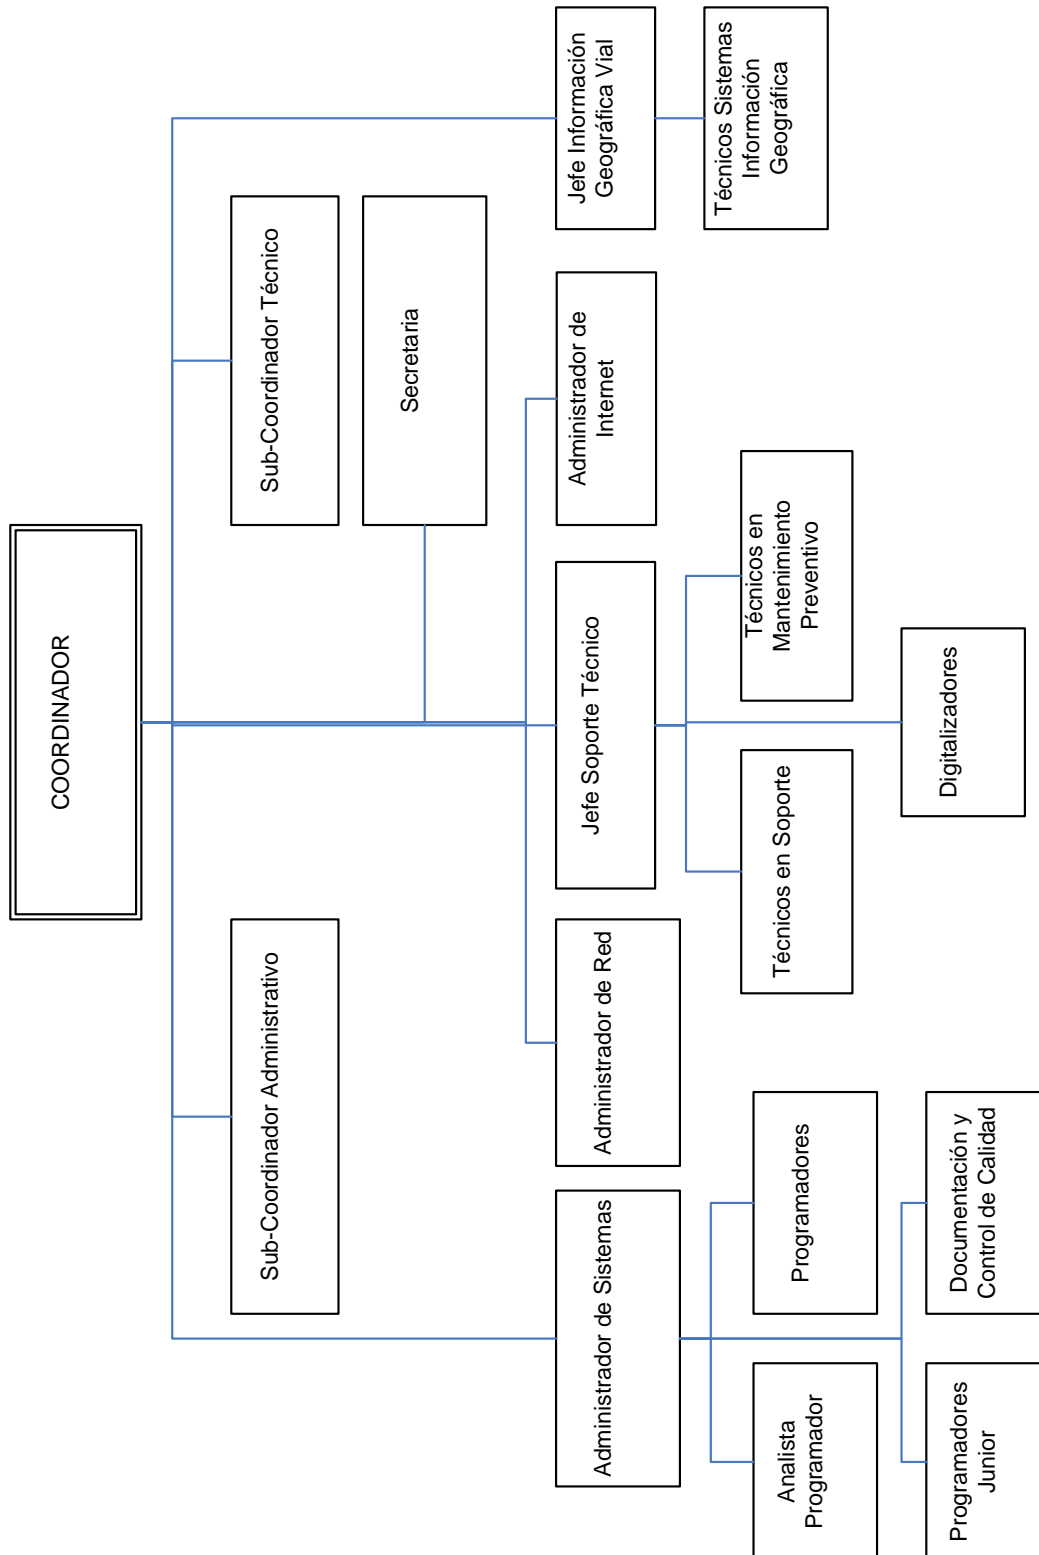 COORDINADOR
Sub-Coordinador Administrativo
Sub-Coordinador Técnico
Secretaria
Administrador de Sistemas
Administrador de Red
Jefe Soporte Técnico
Administrador de
Internet
Jefe Información
Geográfica Vial
Analista
Programador
Programadores
Técnicos en Soporte
Técnicos en
Mantenimiento
Preventivo
Técnicos Sistemas
Información
Geográfica
Programadores
Junior
Documentación y
Control de Calidad
Digitalizadores